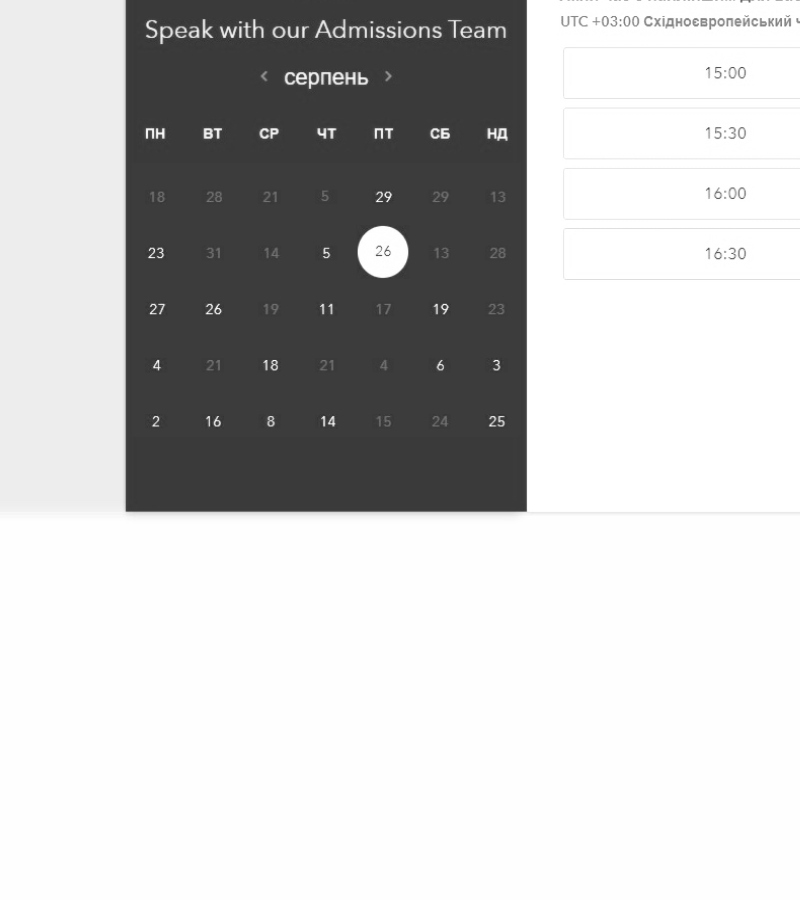 Speak with our Admissions Team
UTC +03:00 Східноєвропейський
‹ серпень ›
15:00
ПН ВТ СР ЧТ ПТ СБ НД
15:30
18 28 21 5 29 29 13
16:00
23 31 14 5 26 13 28
16:30
27 26 19 11 17 19 23
4 21 18 21 4 6 3
2 16 8 14 15 24 25